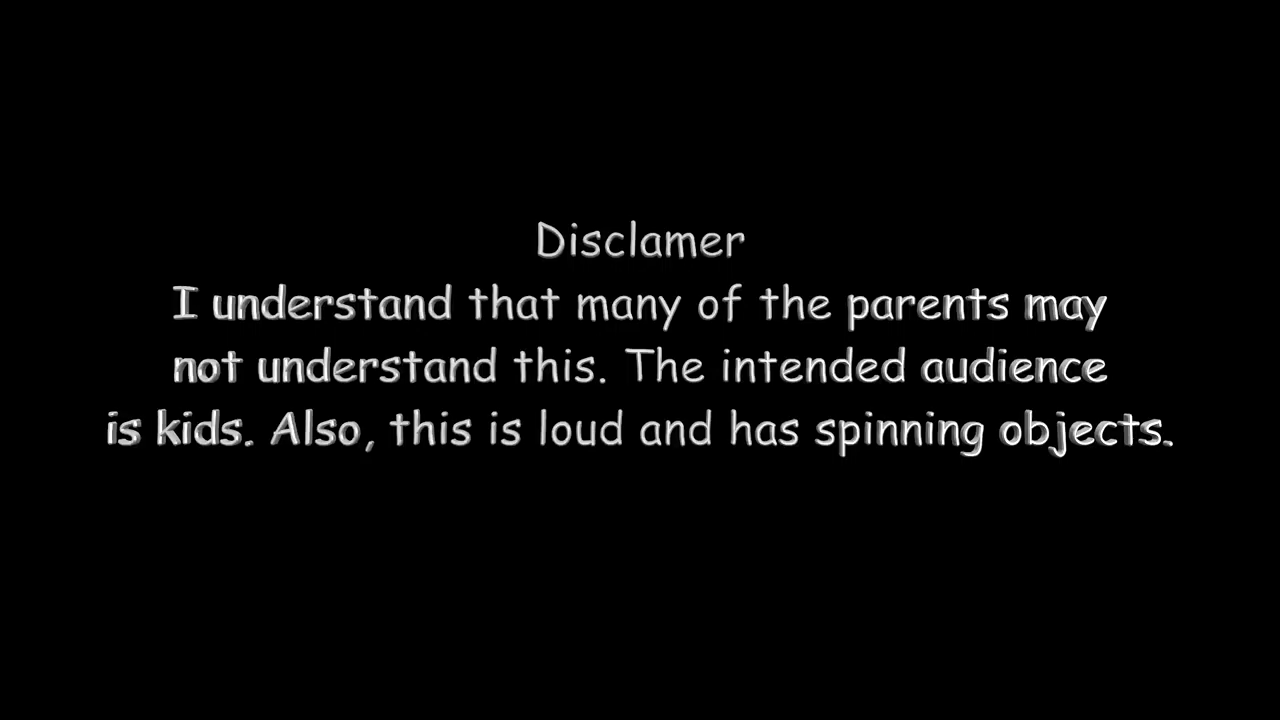 Disclamer
I understand that many of the parents may
not understand this. The intended audience
is kids. Also, this is loud and has spinning objects.